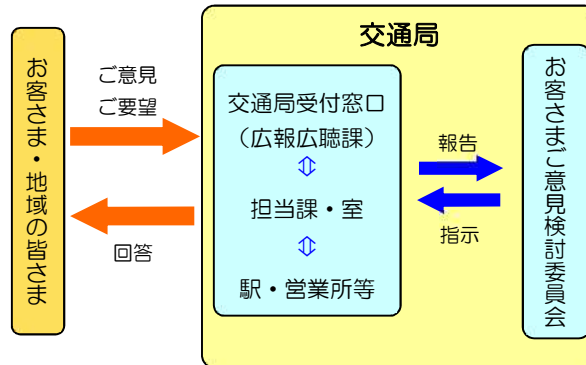 交通局
お客さま・地域の皆さま
ご意見
ご要望
回答
交通局受付窓口
（広報広聴課）
⇕
担当課・室
⇕
駅・営業所等
報告
指示
お客さまご意見検討委員会